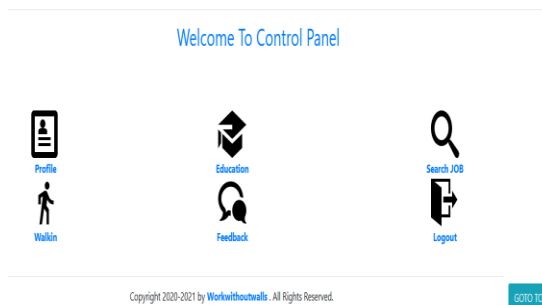 Welcome To Control Panel
Profile
Education
Search JOB
Walkin
Feedback
Logout
Copyright 2020-2021 by Workwithoutwalls . All Rights Reserved.
GOTO